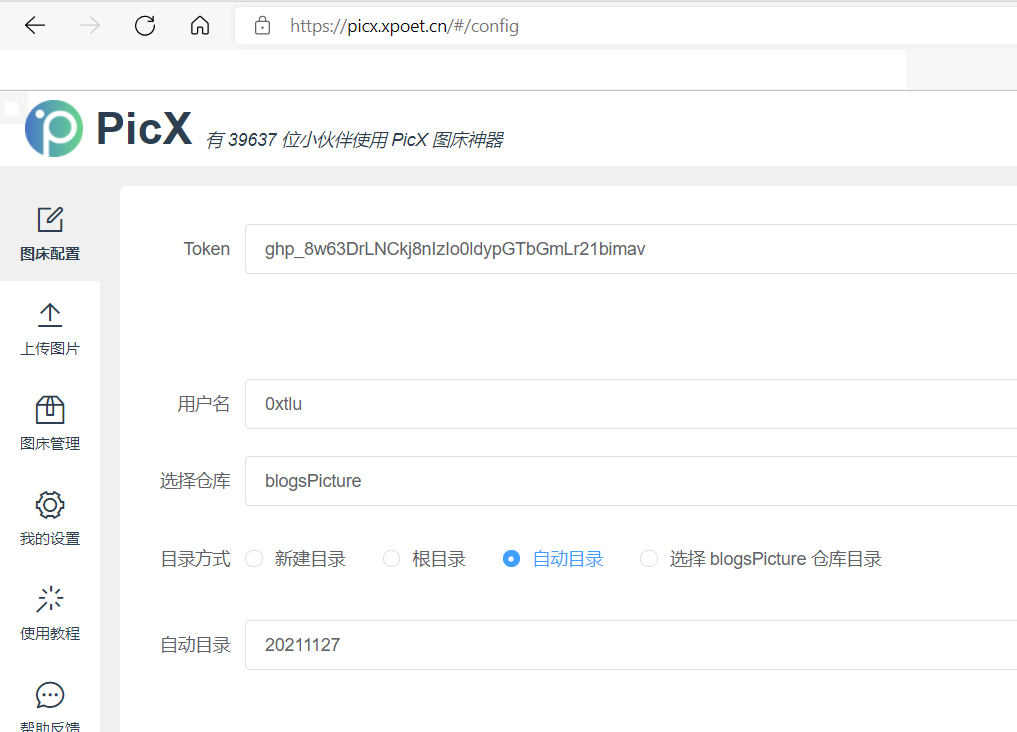 https://picx.xpoet.cn/#/config
PicX 有 39637 位小伙伴使用 PicX 图床神器
图床配置
上传图片
图床管理
我的设置
使用教程
帮助反馈
Token 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
用户名 0xtlu
选择仓库 blogsPicture
目录方式 新建目录 根目录 自动目录 选择 blogsPicture 仓库目录
自动目录 20211127